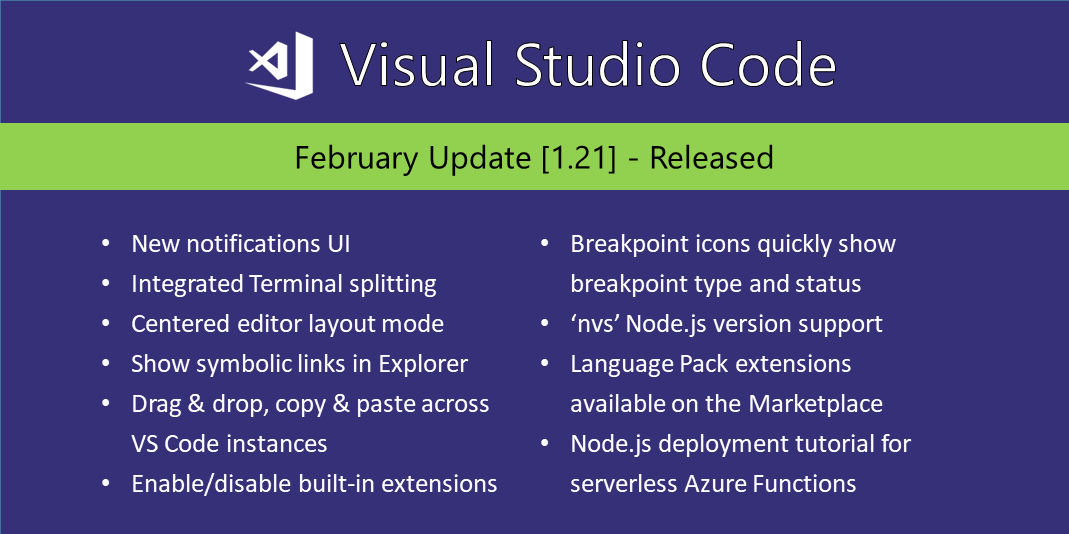 Visual Studio Code
February Update [1.21] - Released
• New notifications UI
• Integrated Terminal splitting
• Centered editor layout mode
• Show symbolic links in Explorer
• Drag & drop, copy & paste across
VS Code instances
• Enable/disable built-in extensions
• Breakpoint icons quickly show
breakpoint type and status
• ‘nvs’ Node.js version support
• Language Pack extensions
available on the Marketplace
• Node.js deployment tutorial for
serverless Azure Functions